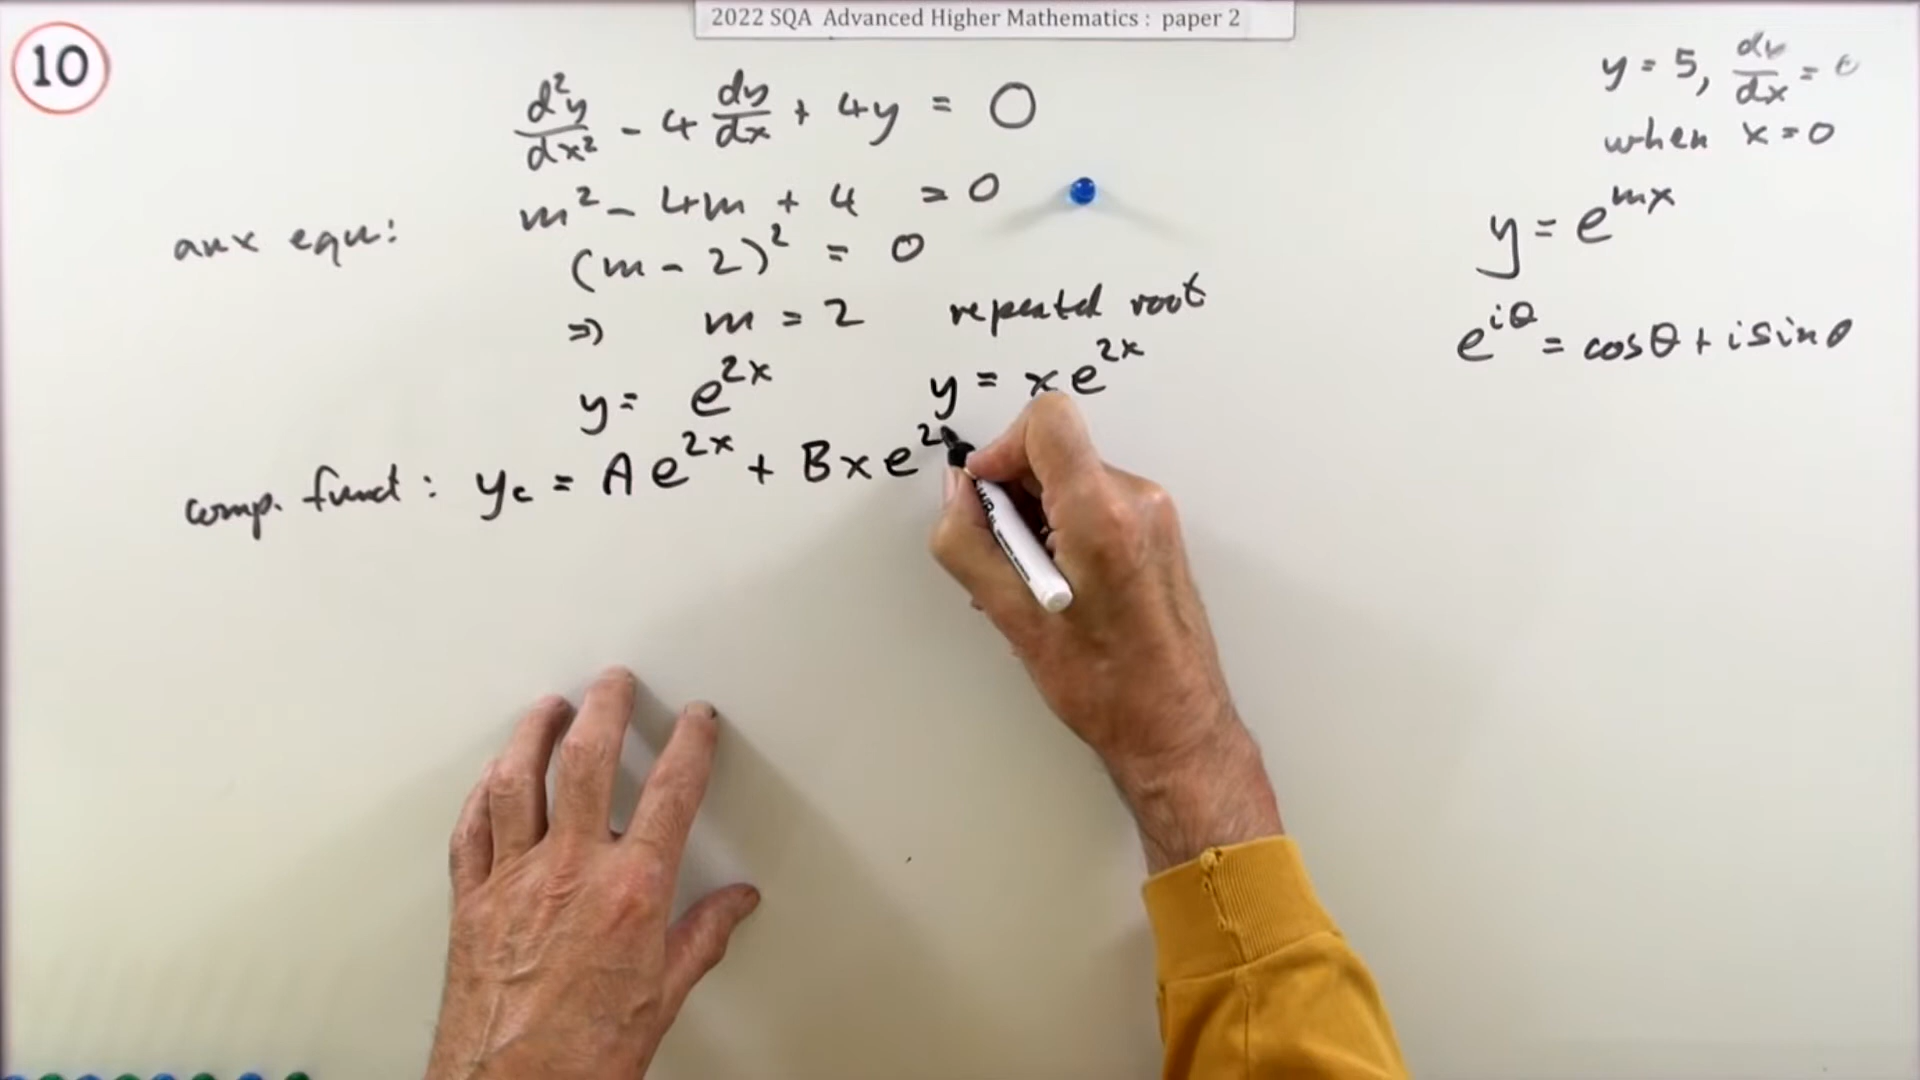 2022 SQA Advanced Higher Mathematics : paper 2
10
d²y/dx² - 4 dy/dx + 4y = 0
aux equ: m² - 4m + 4 = 0
(m - 2)² = 0
⇒ m = 2 repeated root
y = e^{2x} y = xe^{2x}
comp. funct : y_c = Ae^{2x} + Bxe^{2
y = 5, dy/dx =
when x = 0
y = e^{mx}
e^{iθ} = cosθ + i sinθ